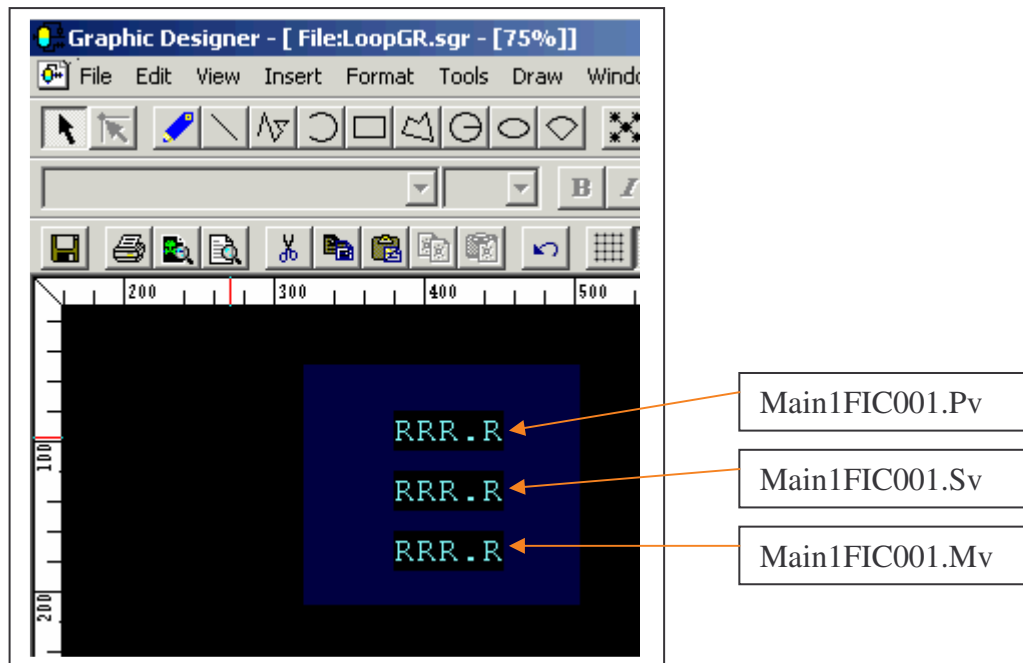 Graphic Designer - [ File:LoopGR.sgr - [75%]]
File Edit View Insert Format Tools Draw Windo
B I
200 300 400 500
RRR.R
Main1FIC001.Pv
100
RRR.R
Main1FIC001.Sv
RRR.R
Main1FIC001.Mv
200